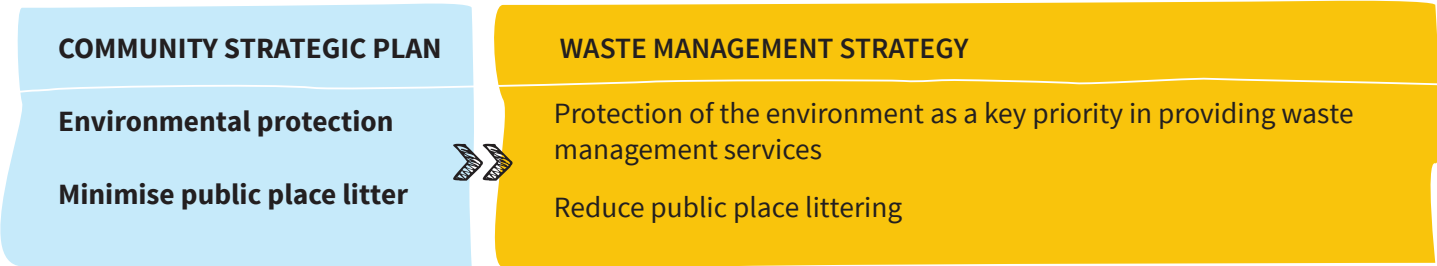 COMMUNITY STRATEGIC PLAN
Environmental protection
Minimise public place litter
WASTE MANAGEMENT STRATEGY
Protection of the environment as a key priority in providing waste
management services
Reduce public place littering